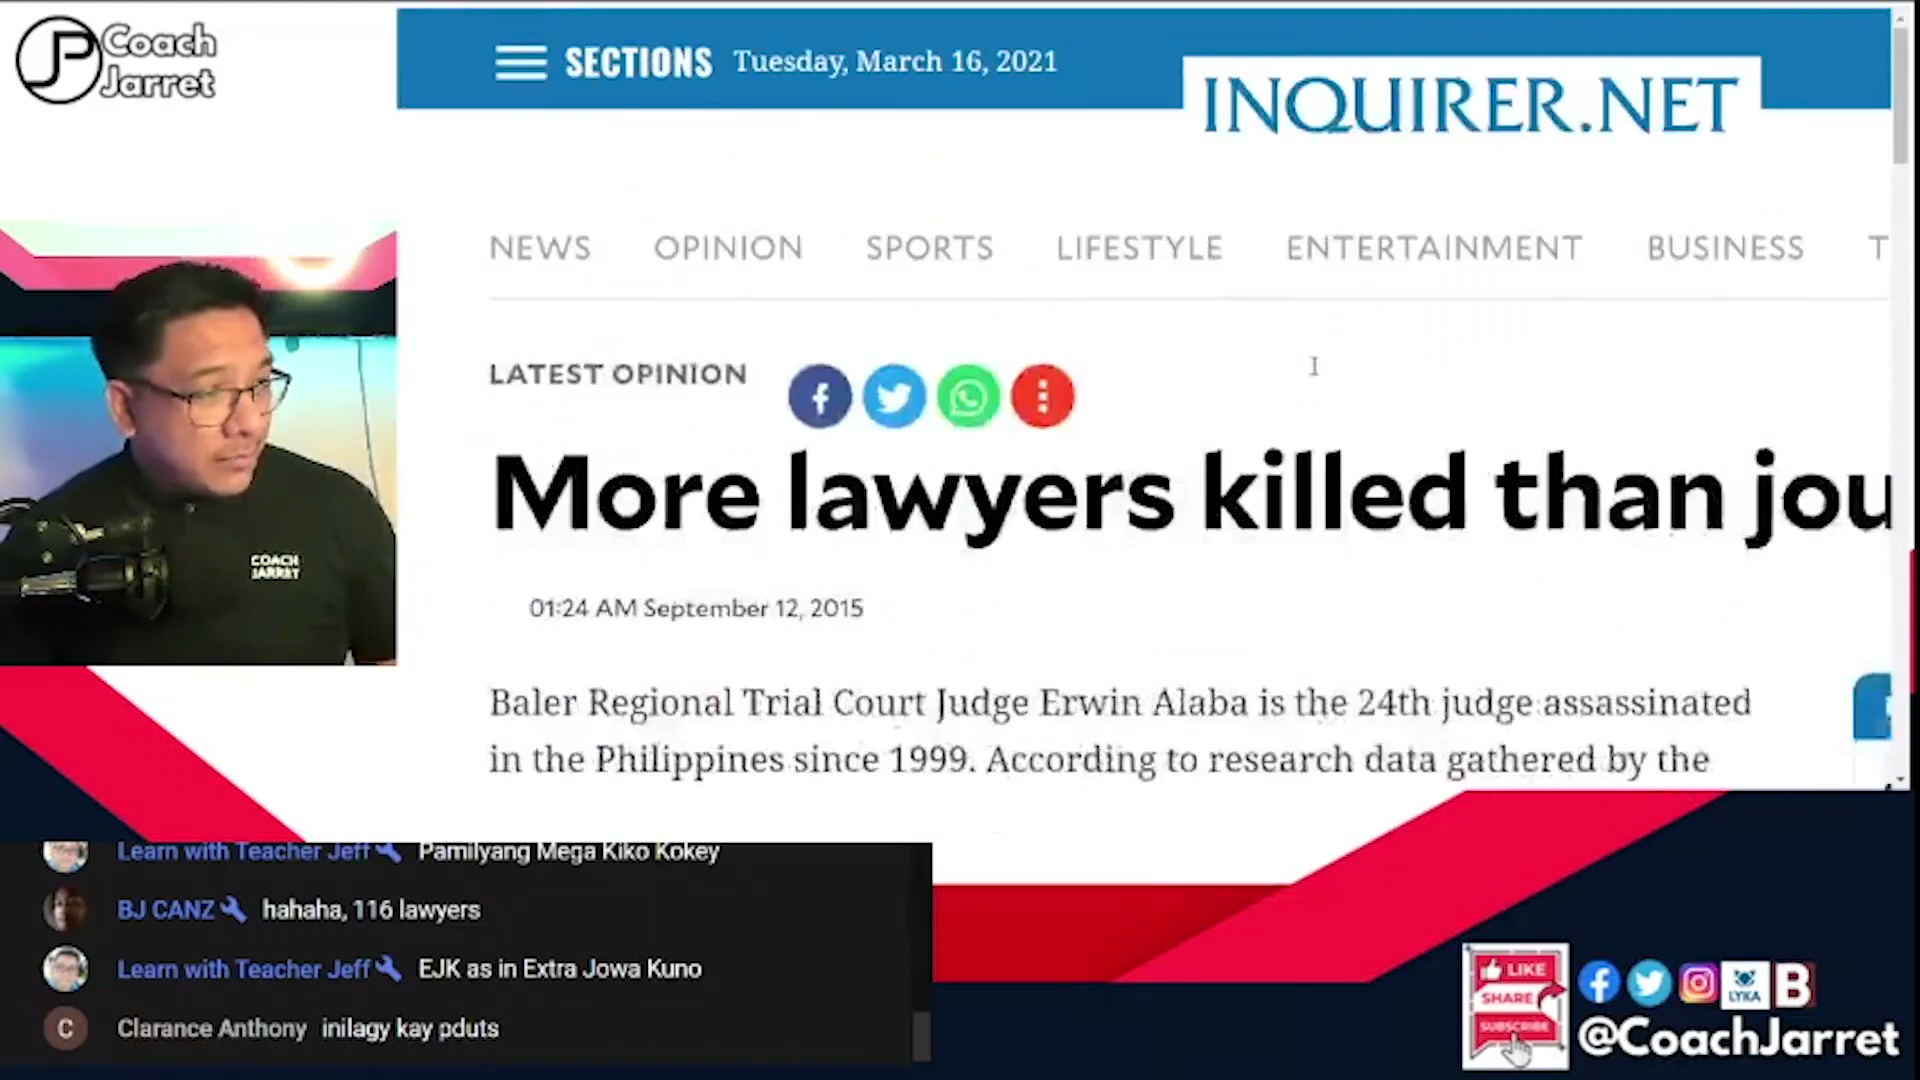 Coach
Jarret
SECTIONS Tuesday, March 16, 2021
INQUIRER.NET
NEWS OPINION SPORTS LIFESTYLE ENTERTAINMENT BUSINESS T
LATEST OPINION
More lawyers killed than jou
01:24 AM September 12, 2015
Baler Regional Trial Court Judge Erwin Alaba is the 24th judge assassinated
in the Philippines since 1999. According to research data gathered by the
COACH
JARRET
Learn with Teacher Jeff Pamilyang Mega Kiko Kokey
BJ CANZ hahaha, 116 lawyers
Learn with Teacher Jeff EJK as in Extra Jowa Kuno
C Clarance Anthony inilagy kay pduts
LIKE
SHARE
SUBSCRIBE
LYKA
B
@CoachJarret